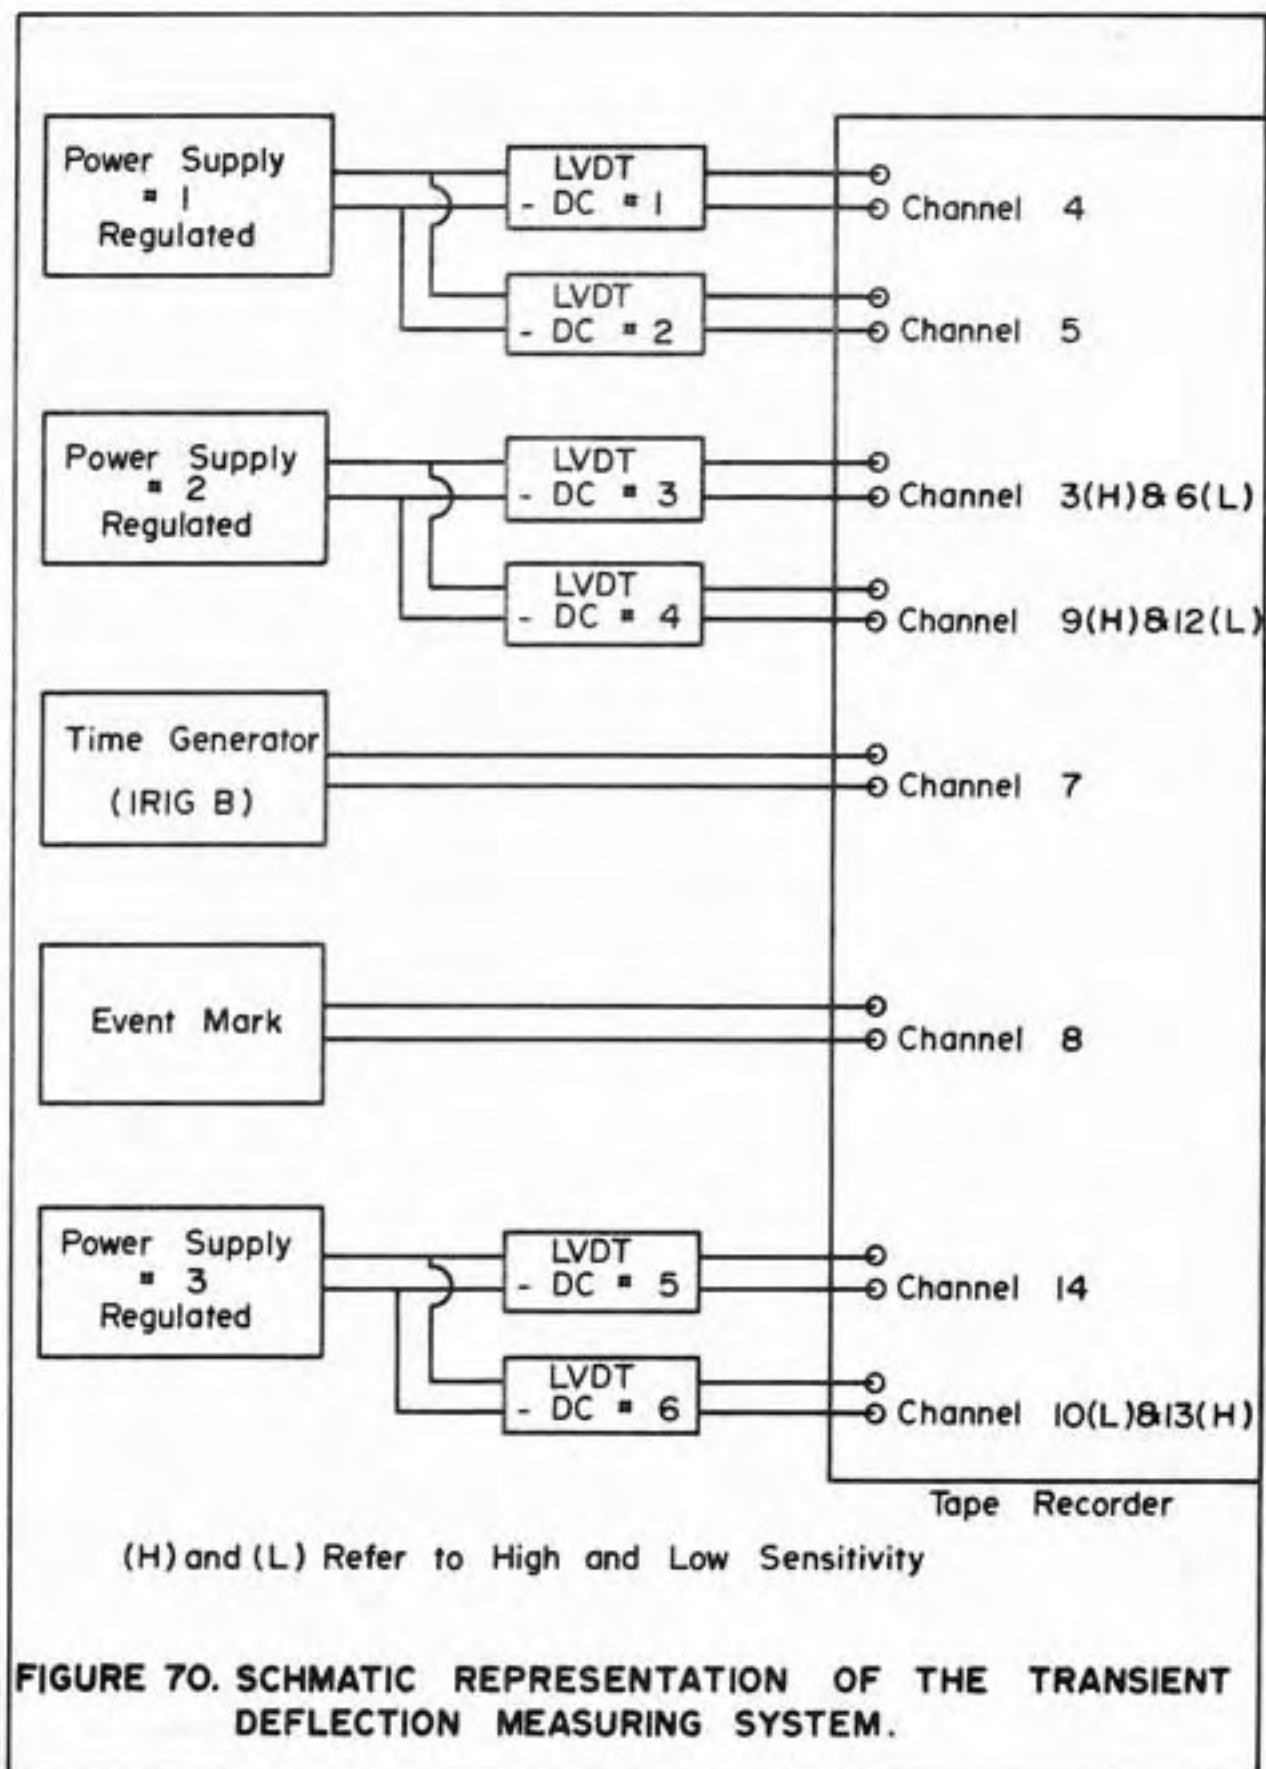 Power Supply
# 1
Regulated
LVDT
- DC # 1
Channel 4
LVDT
- DC # 2
Channel 5
Power Supply
# 2
Regulated
LVDT
- DC # 3
Channel 3(H)&6(L)
LVDT
- DC # 4
Channel 9(H)&12(L)
Time Generator
(IRIG B)
Channel 7
Event Mark
Channel 8
Power Supply
# 3
Regulated
LVDT
- DC # 5
Channel 14
LVDT
- DC # 6
Channel 10(L)&13(H)
Tape Recorder
(H) and (L) Refer to High and Low Sensitivity
FIGURE 70. SCHMATIC REPRESENTATION OF THE TRANSIENT
DEFLECTION MEASURING SYSTEM.